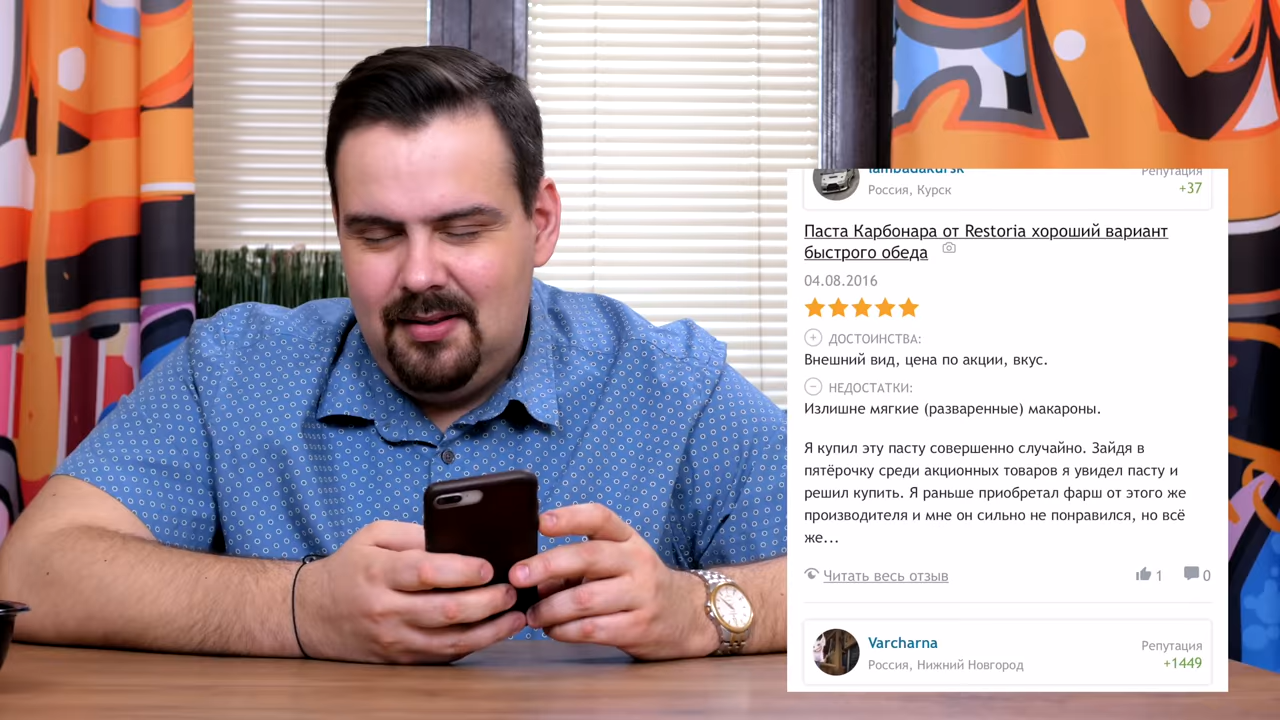 lambadakursk
Репутация
Россия, Курск
+37
Паста Карбонара от Restoria хороший вариант
быстрого обеда
04.08.2016
ДОСТОИНСТВА:
Внешний вид, цена по акции, вкус.
НЕДОСТАТКИ:
Излишне мягкие (разваренные) макароны.
Я купил эту пасту совершенно случайно. Зайдя в
пятёрочку среди акционных товаров я увидел пасту и
решил купить. Я раньше приобретал фарш от этого же
производителя и мне он сильно не понравился, но всё
же...
Читать весь отзыв
1
0
Varcharna
Репутация
Россия, Нижний Новгород
+1449